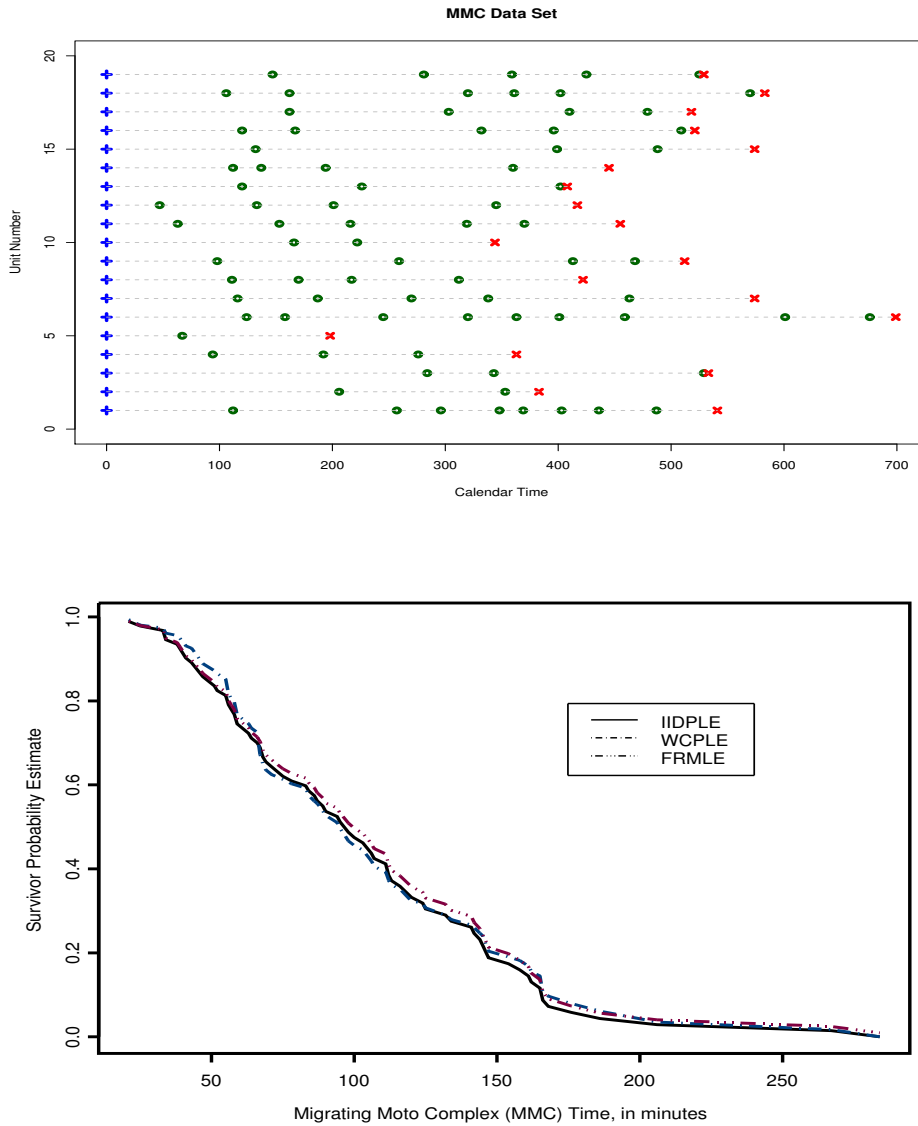 MMC Data Set
Unit Number
20
15
10
5
0
0 100 200 300 400 500 600 700
Calendar Time
Survivor Probability Estimate
1.0
0.8
0.6
0.4
0.2
0.0
IIDPLE
WCPLE
FRMLE
50 100 150 200 250
Migrating Moto Complex (MMC) Time, in minutes